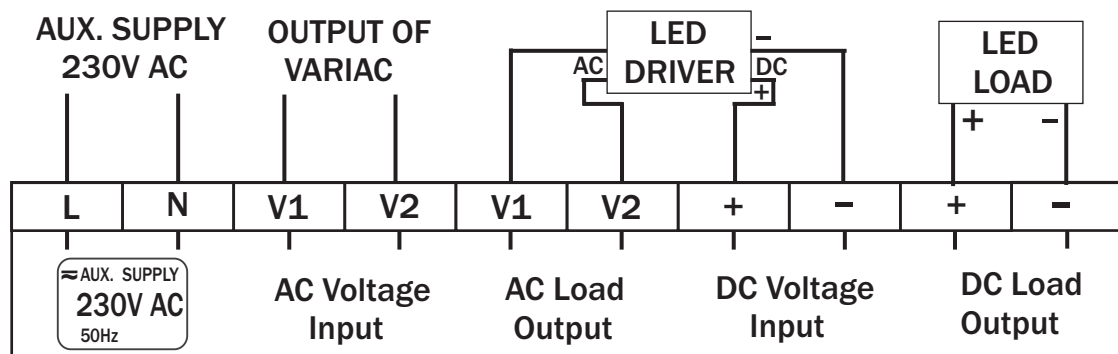 AUX. SUPPLY
230V AC
OUTPUT OF
VARIAC
AC
LED
DRIVER
–
DC
+
LED
LOAD
+ –
L N V1 V2 V1 V2 + – + –
≂ AUX. SUPPLY
230V AC
50Hz
AC Voltage
Input
AC Load
Output
DC Voltage
Input
DC Load
Output